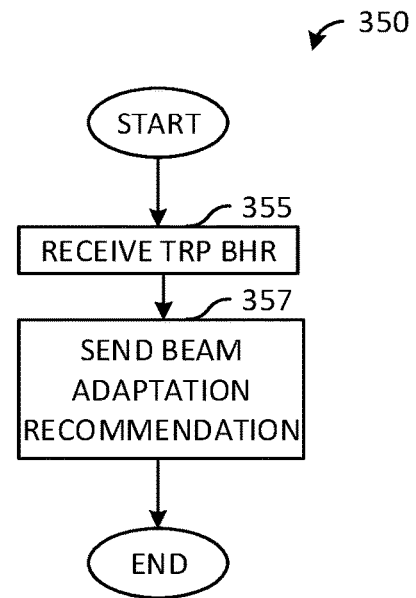 350
START
355
RECEIVE TRP BHR
357
SEND BEAM
ADAPTATION
RECOMMENDATION
END